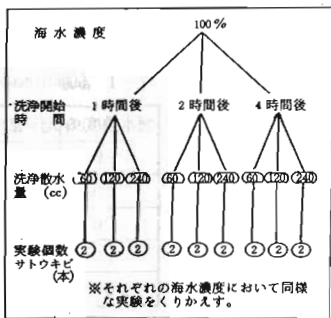 海水濃度 100%
洗浄開始時間 1時間後 2時間後 4時間後
洗浄散水量(cc) 60 120 240 60 120 240 60 120 240
実験個数サトウキビ(本) 2 2 2 2 2 2 2 2 2
※それぞれの海水濃度において同様
な実験をくりかえす。